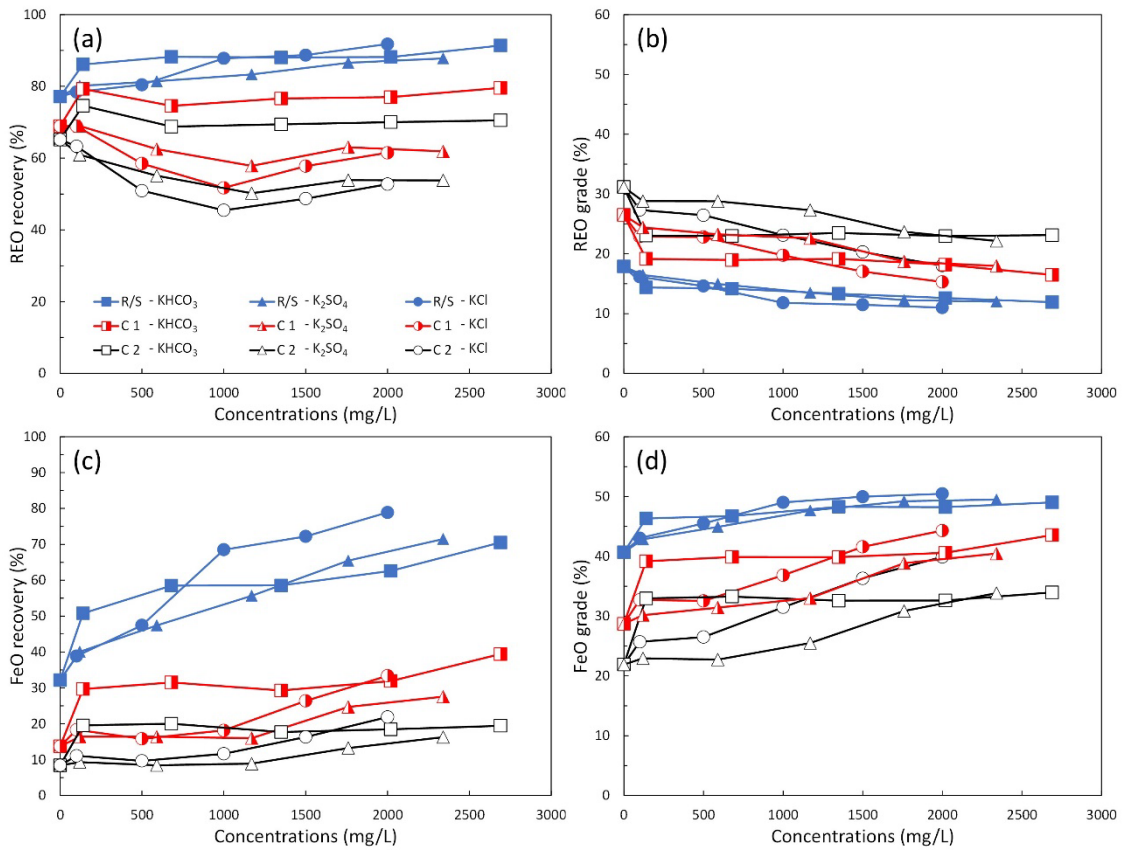 (a)
100
80
60
40
20
0
REO recovery (%)
R/S - KHCO₃
R/S - K₂SO₄
R/S - KCl
C 1 - KHCO₃
C 1 - K₂SO₄
C 1 - KCl
C 2 - KHCO₃
C 2 - K₂SO₄
C 2 - KCl
0 500 1000 1500 2000 2500 3000
Concentrations (mg/L)
(b)
60
50
40
30
20
10
0
REO grade (%)
0 500 1000 1500 2000 2500 3000
Concentrations (mg/L)
(c)
100
90
80
70
60
50
40
30
20
10
0
FeO recovery (%)
0 500 1000 1500 2000 2500 3000
Concentrations (mg/L)
(d)
60
50
40
30
20
10
0
FeO grade (%)
0 500 1000 1500 2000 2500 3000
Concentrations (mg/L)